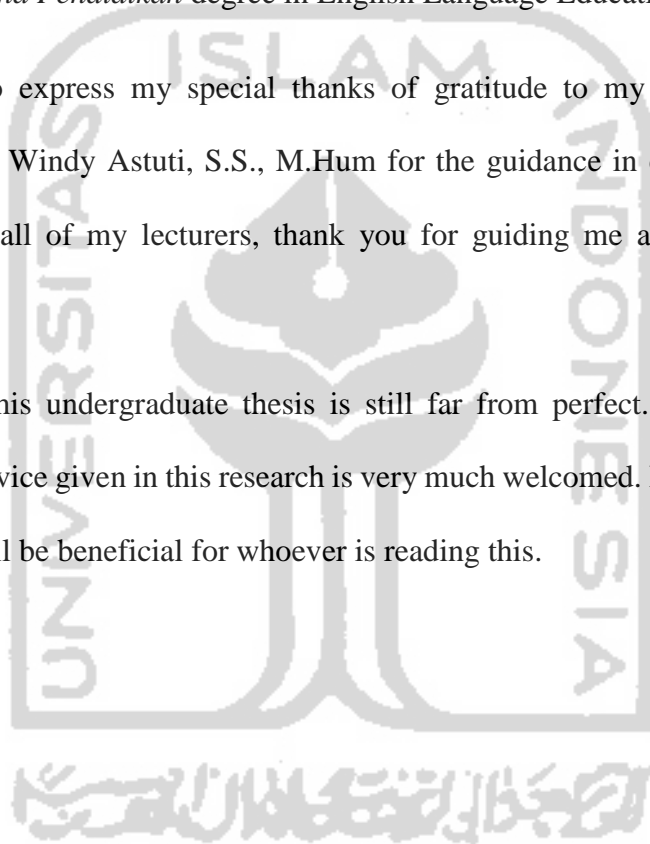 degree in English Language Educati
express my special thanks of gratitude to my
Windy Astuti, S.S., M.Hum for the guidance in
all of my lecturers, thank you for guiding me a
his undergraduate thesis is still far from perfect.
vice given in this research is very much welcomed.
ll be beneficial for whoever is reading this.
ISLAM
UNIVERSITAS
INDONESIA